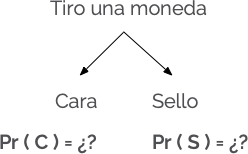 Tiro una moneda
Cara Sello
Pr ( C ) = ¿? Pr ( S ) = ¿?